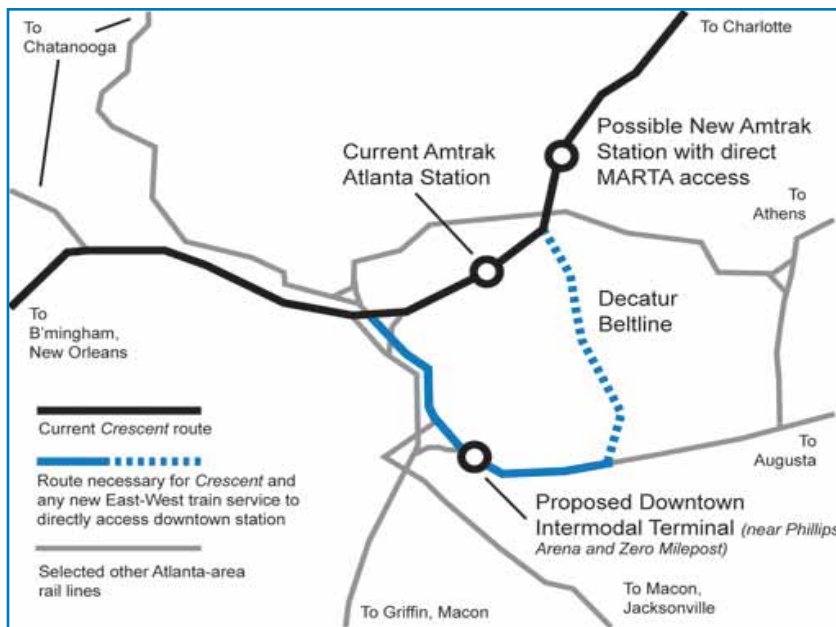 To
Chatanooga
To Charlotte
Possible New Amtrak
Station with direct
MARTA access
Current Amtrak
Atlanta Station
To
Athens
Decatur
Beltline
To
B'mingham,
New Orleans
Current Crescent route
Route necessary for Crescent and
any new East-West train service to
directly access downtown station
Selected other Atlanta-area
rail lines
To
Augusta
Proposed Downtown
Intermodal Terminal (near Phillips
Arena and Zero Milepost)
To Griffin, Macon
To Macon,
Jacksonville